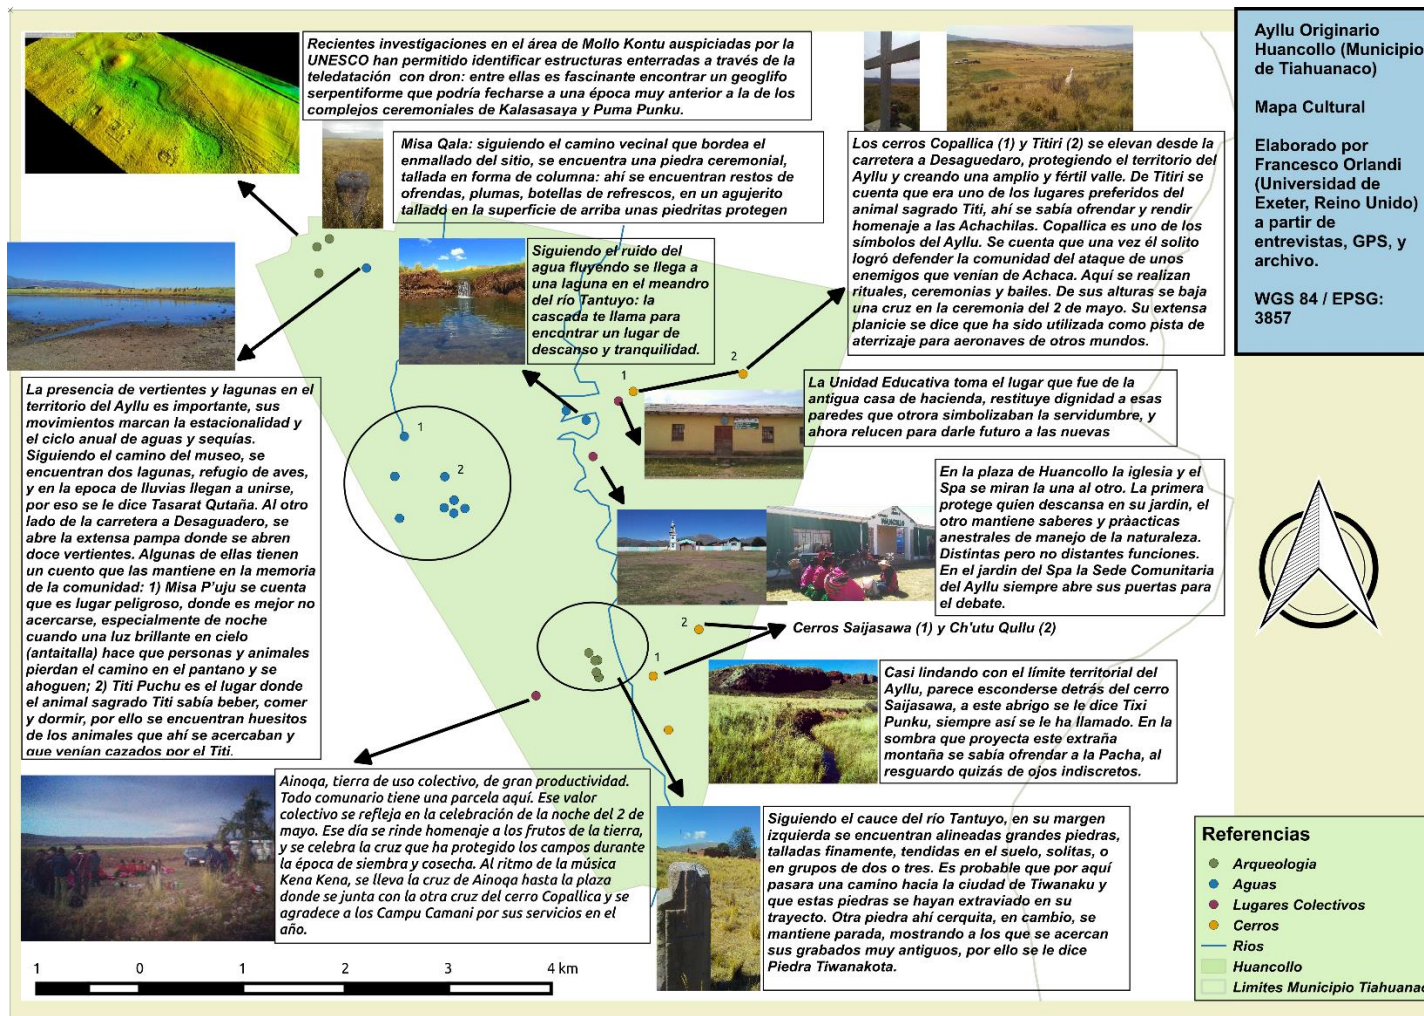 Recientes investigaciones en el área de Mollo Kontu auspiciadas por la
UNESCO han permitido identificar estructuras enterradas a través de la
teledatación con dron: entre ellas es fascinante encontrar un geoglifo
serpentiforme que podría fecharse a una época muy anterior a la de los
complejos ceremoniales de Kalasasaya y Puma Punku.
Misa Qala: siguiendo el camino vecinal que bordea el
enmallado del sitio, se encuentra una piedra ceremonial,
tallada en forma de columna: ahí se encuentran restos de
ofrendas, plumas, botellas de refrescos, en un agujerito
tallado en la superficie de arriba unas piedritas protegen
Siguiendo el ruido del
agua fluyendo se llega a
una laguna en el meandro
del río Tantuyo: la
cascada te llama para
encontrar un lugar de
descanso y tranquilidad.
Los cerros Copallica (1) y Titiri (2) se elevan desde la
carretera a Desaguedaro, protegiendo el territorio del
Ayllu y creando una amplio y fértil valle. De Titiri se
cuenta que era uno de los lugares preferidos del
animal sagrado Titi, ahí se sabía ofrendar y rendir
homenaje a las Achachilas. Copallica es uno de los
símbolos del Ayllu. Se cuenta que una vez él solito
logró defender la comunidad del ataque de unos
enemigos que venían de Achaca. Aquí se realizan
rituales, ceremonias y bailes. De sus alturas se baja
una cruz en la ceremonia del 2 de mayo. Su extensa
planicie se dice que ha sido utilizada como pista de
aterrizaje para aeronaves de otros mundos.
Ayllu Originario
Huancollo (Municipio
de Tiahuanaco)
Mapa Cultural
Elaborado por
Francesco Orlandi
(Universidad de
Exeter, Reino Unido)
a partir de
entrevistas, GPS, y
archivo.
WGS 84 / EPSG:
3857
2
1
La Unidad Educativa toma el lugar que fue de la
antigua casa de hacienda, restituye dignidad a esas
paredes que otrora simbolizaban la servidumbre, y
ahora relucen para darle futuro a las nuevas
La presencia de vertientes y lagunas en el
territorio del Ayllu es importante, sus
movimientos marcan la estacionalidad y
el ciclo anual de aguas y sequías.
Siguiendo el camino del museo, se
encuentran dos lagunas, refugio de aves,
y en la epoca de lluvias llegan a unirse,
por eso se le dice Tasarat Qutaña. Al otro
lado de la carretera a Desaguadero, se
abre la extensa pampa donde se abren
doce vertientes. Algunas de ellas tienen
un cuento que las mantiene en la memoria
de la comunidad: 1) Misa P'uju se cuenta
que es lugar peligroso, donde es mejor no
acercarse, especialmente de noche
cuando una luz brillante en cielo
(antaitalla) hace que personas y animales
pierdan el camino en el pantano y se
ahoguen; 2) Titi Puchu es el lugar donde
el animal sagrado Titi sabía beber, comer
y dormir, por ello se encuentran huesitos
de los animales que ahí se acercaban y
que venían cazados por el Titi.
1
2
En la plaza de Huancollo la iglesia y el
Spa se miran la una al otro. La primera
protege quien descansa en su jardin, el
otro mantiene saberes y pràacticas
anestrales de manejo de la naturaleza.
Distintas pero no distantes funciones.
En el jardin del Spa la Sede Comunitaria
del Ayllu siempre abre sus puertas para
el debate.
2
Cerros Saijasawa (1) y Ch'utu Qullu (2)
1
Casi lindando con el límite territorial del
Ayllu, parece esconderse detrás del cerro
Saijasawa, a este abrigo se le dice Tixi
Punku, siempre así se le ha llamado. En la
sombra que proyecta este extraña
montaña se sabía ofrendar a la Pacha, al
resguardo quizás de ojos indiscretos.
Ainoqa, tierra de uso colectivo, de gran productividad.
Todo comunario tiene una parcela aquí. Ese valor
colectivo se refleja en la celebración de la noche del 2 de
mayo. Ese día se rinde homenaje a los frutos de la tierra,
y se celebra la cruz que ha protegido los campos durante
la época de siembra y cosecha. Al ritmo de la música
Kena Kena, se lleva la cruz de Ainoqa hasta la plaza
donde se junta con la otra cruz del cerro Copallica y se
agradece a los Campu Camani por sus servicios en el
año.
Siguiendo el cauce del río Tantuyo, en su margen
izquierda se encuentran alineadas grandes piedras,
talladas finamente, tendidas en el suelo, solitas, o
en grupos de dos o tres. Es probable que por aquí
pasara una camino hacia la ciudad de Tiwanaku y
que estas piedras se hayan extraviado en su
trayecto. Otra piedra ahí cerquita, en cambio, se
mantiene parada, mostrando a los que se acercan
sus grabados muy antiguos, por ello se le dice
Piedra Tiwanakota.
Referencias
Arqueologia
Aguas
Lugares Colectivos
Cerros
Rios
Huancollo
Limites Municipio Tiahuanac
1 0 1 2 3 4 km